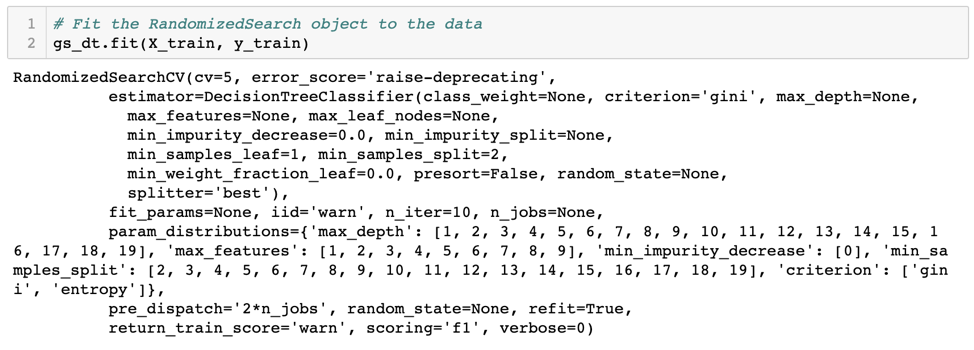 1 # Fit the RandomizedSearch object to the data
2 gs_dt.fit(X_train, y_train)
RandomizedSearchCV(cv=5, error_score='raise-deprecating',
estimator=DecisionTreeClassifier(class_weight=None, criterion='gini', max_depth=None,
max_features=None, max_leaf_nodes=None,
min_impurity_decrease=0.0, min_impurity_split=None,
min_samples_leaf=1, min_samples_split=2,
min_weight_fraction_leaf=0.0, presort=False, random_state=None,
splitter='best'),
fit_params=None, iid='warn', n_iter=10, n_jobs=None,
param_distributions={'max_depth': [1, 2, 3, 4, 5, 6, 7, 8, 9, 10, 11, 12, 13, 14, 15, 1
6, 17, 18, 19], 'max_features': [1, 2, 3, 4, 5, 6, 7, 8, 9], 'min_impurity_decrease': [0], 'min_sa
mples_split': [2, 3, 4, 5, 6, 7, 8, 9, 10, 11, 12, 13, 14, 15, 16, 17, 18, 19], 'criterion': ['gin
i', 'entropy']},
pre_dispatch='2*n_jobs', random_state=None, refit=True,
return_train_score='warn', scoring='f1', verbose=0)